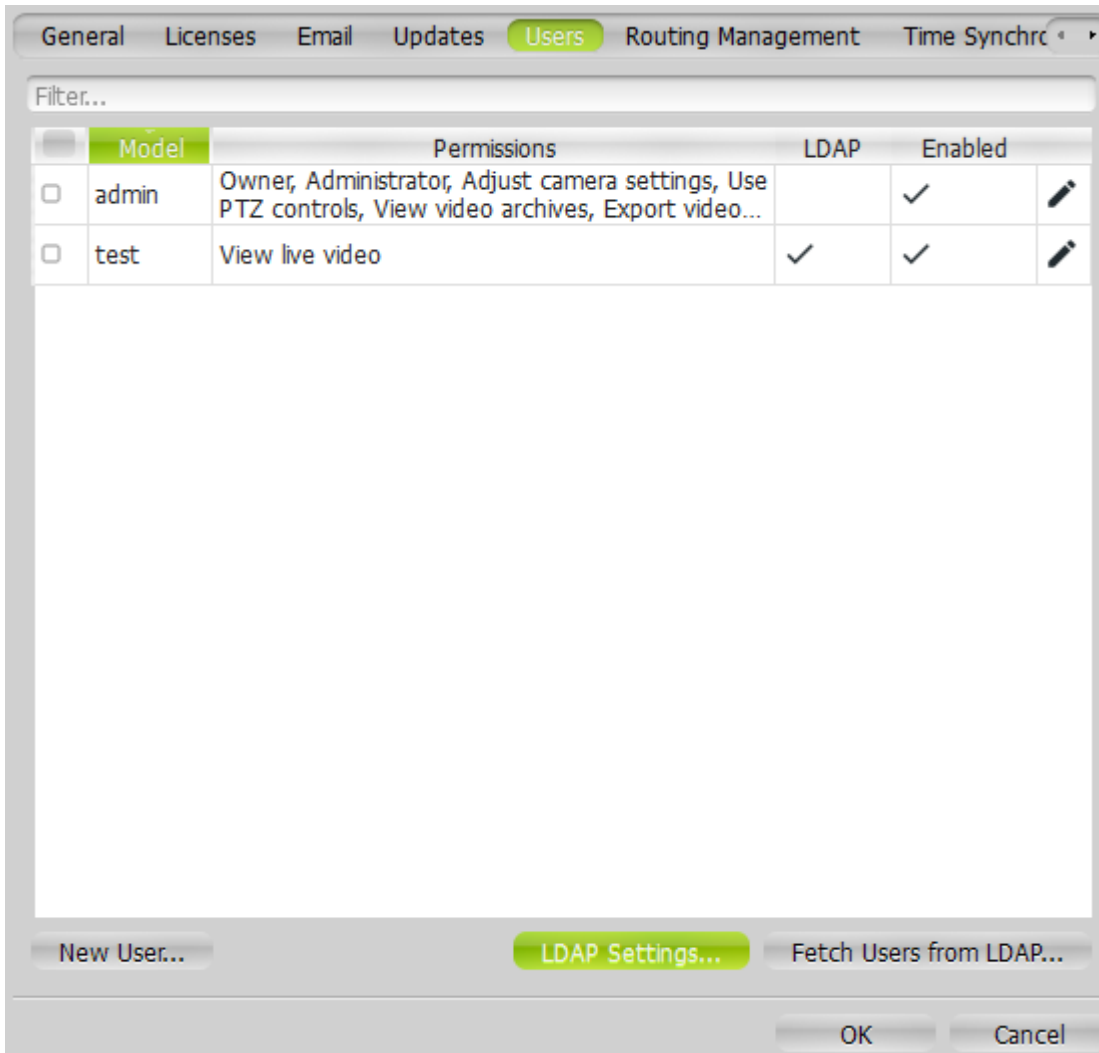 General Licenses Email Updates Users Routing Management Time Synchrc
Filter...
Model Permissions LDAP Enabled
admin Owner, Administrator, Adjust camera settings, Use
PTZ controls, View video archives, Export video...
test View live video
New User... LDAP Settings... Fetch Users from LDAP...
OK Cancel